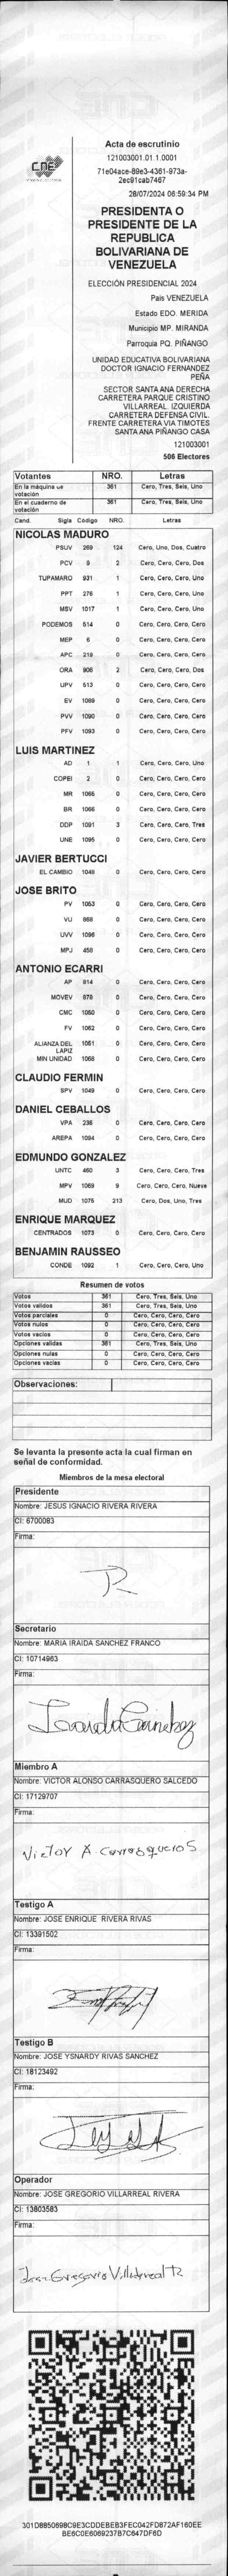 CNE
Acta de escrutinio
121003001.01.1.0001
71e04ace-89e3-4361-973a-
2ec91cab7467
28/07/2024 06:59:34 PM
PRESIDENTA O
PRESIDENTE DE LA
REPUBLICA
BOLIVARIANA DE
VENEZUELA
ELECCIÓN PRESIDENCIAL 2024
Pais VENEZUELA
Estado EDO. MERIDA
Municipio MP. MIRANDA
Parroquia PQ. PIÑANGO
UNIDAD EDUCATIVA BOLIVARIANA
DOCTOR IGNACIO FERNANDEZ
PEÑA
SECTOR SANTA ANA DERECHA
CARRETERA PARQUE CRISTINO
VILLARREAL. IZQUIERDA
CARRETERA DEFENSA CIVIL.
FRENTE CARRETERA VIA TIMOTES
SANTA ANA PIÑANGO CASA
121003001
506 Electores
Votantes NRO. Letras
En la máquina de votación 361 Cero, Tres, Seis, Uno
En el cuaderno de votación 361 Cero, Tres, Seis, Uno
Cand. Sigla Código NRO. Letras
NICOLAS MADURO
PSUV 269 124 Cero, Uno, Dos, Cuatro
PCV 9 2 Cero, Cero, Cero, Dos
TUPAMARO 931 1 Cero, Cero, Cero, Uno
PPT 276 1 Cero, Cero, Cero, Uno
MSV 1017 1 Cero, Cero, Cero, Uno
PODEMOS 514 0 Cero, Cero, Cero, Cero
MEP 6 0 Cero, Cero, Cero, Cero
APC 219 0 Cero, Cero, Cero, Cero
ORA 906 2 Cero, Cero, Cero, Dos
UPV 513 0 Cero, Cero, Cero, Cero
EV 1089 0 Cero, Cero, Cero, Cero
PVV 1090 0 Cero, Cero, Cero, Cero
PFV 1093 0 Cero, Cero, Cero, Cero
LUIS MARTINEZ
AD 1 1 Cero, Cero, Cero, Uno
COPEI 2 0 Cero, Cero, Cero, Cero
MR 1065 0 Cero, Cero, Cero, Cero
BR 1066 0 Cero, Cero, Cero, Cero
DDP 1091 3 Cero, Cero, Cero, Tres
UNE 1095 0 Cero, Cero, Cero, Cero
JAVIER BERTUCCI
EL CAMBIO 1048 0 Cero, Cero, Cero, Cero
JOSE BRITO
PV 1053 0 Cero, Cero, Cero, Cero
VU 868 0 Cero, Cero, Cero, Cero
UVV 1096 0 Cero, Cero, Cero, Cero
MPJ 458 0 Cero, Cero, Cero, Cero
ANTONIO ECARRI
AP 814 0 Cero, Cero, Cero, Cero
MOVEV 878 0 Cero, Cero, Cero, Cero
CMC 1050 0 Cero, Cero, Cero, Cero
FV 1062 0 Cero, Cero, Cero, Cero
ALIANZA DEL LAPIZ 1051 0 Cero, Cero, Cero, Cero
MIN UNIDAD 1068 0 Cero, Cero, Cero, Cero
CLAUDIO FERMIN
SPV 1049 0 Cero, Cero, Cero, Cero
DANIEL CEBALLOS
VPA 236 0 Cero, Cero, Cero, Cero
AREPA 1094 0 Cero, Cero, Cero, Cero
EDMUNDO GONZALEZ
UNTC 460 3 Cero, Cero, Cero, Tres
MPV 1069 9 Cero, Cero, Cero, Nueve
MUD 1075 213 Cero, Dos, Uno, Tres
ENRIQUE MARQUEZ
CENTRADOS 1073 0 Cero, Cero, Cero, Cero
BENJAMIN RAUSSEO
CONDE 1092 1 Cero, Cero, Cero, Uno
Resumen de votos
Votos 361 Cero, Tres, Seis, Uno
Votos validos 361 Cero, Tres, Seis, Uno
Votos parciales 0 Cero, Cero, Cero, Cero
Votos nulos 0 Cero, Cero, Cero, Cero
Votos vacios 0 Cero, Cero, Cero, Cero
Opciones validas 361 Cero, Tres, Seis, Uno
Opciones nulas 0 Cero, Cero, Cero, Cero
Opciones vacias 0 Cero, Cero, Cero, Cero
Observaciones:
Se levanta la presente acta la cual firman en
señal de conformidad.
Miembros de la mesa electoral
Presidente
Nombre: JESUS IGNACIO RIVERA RIVERA
CI: 6700083
Firma:
Secretario
Nombre: MARIA IRAIDA SANCHEZ FRANCO
CI: 10714963
Firma:
Miembro A
Nombre: VICTOR ALONSO CARRASQUERO SALCEDO
CI: 17129707
Firma:
Victor A Carrasquero S
Testigo A
Nombre: JOSE ENRIQUE RIVERA RIVAS
CI: 13391502
Firma:
Testigo B
Nombre: JOSE YSNARDY RIVAS SANCHEZ
CI: 18123492
Firma:
Operador
Nombre: JOSE GREGORIO VILLARREAL RIVERA
CI: 13803583
Firma:
Jose Gregorio Villarreal R
301D8850698C9E3CDDEBEB3FEC042FD872AF160EE
BE6C0E6069237B7C647DF6D